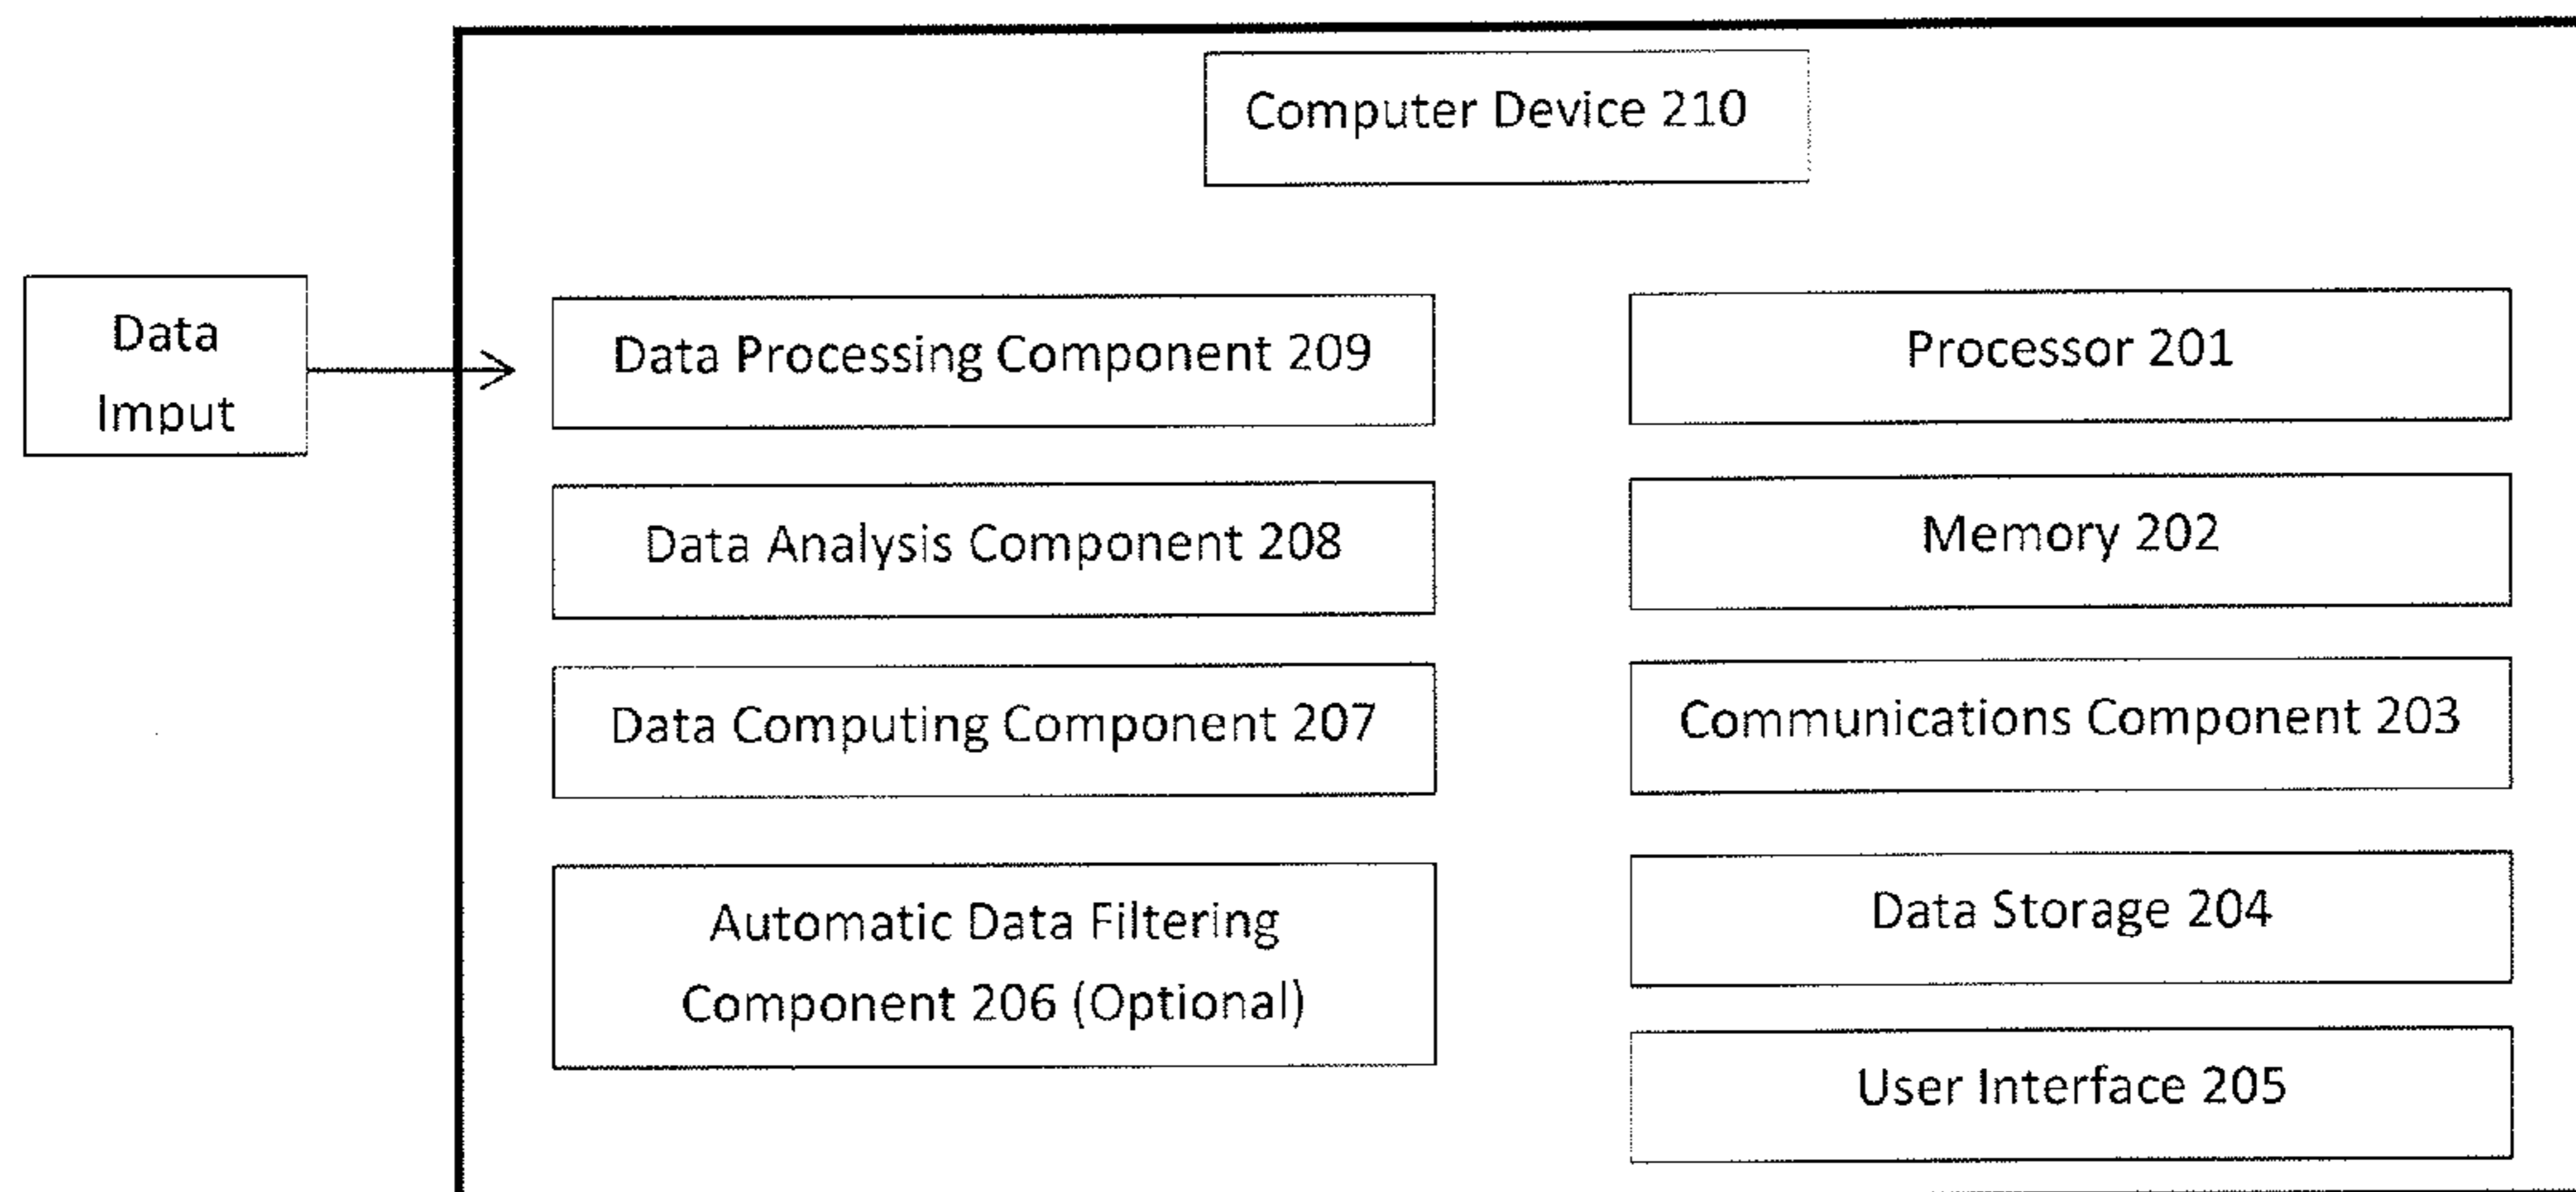 Computer Device 210
Data
Imput
Data Processing Component 209
Processor 201
Data Analysis Component 208
Memory 202
Data Computing Component 207
Communications Component 203
Automatic Data Filtering
Component 206 (Optional)
Data Storage 204
User Interface 205